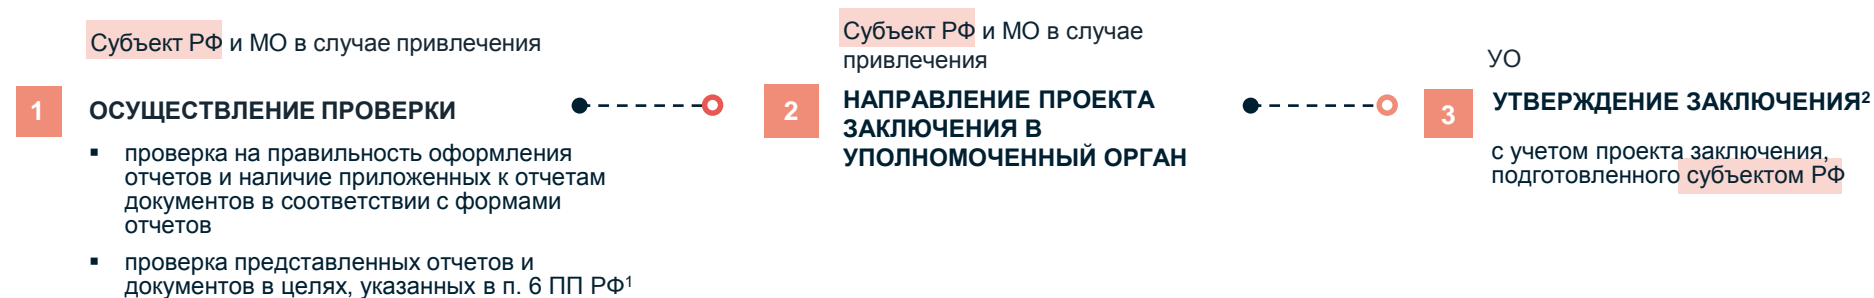 Субъект РФ и МО в случае привлечения
1
ОСУЩЕСТВЛЕНИЕ ПРОВЕРКИ
▪ проверка на правильность оформления
отчетов и наличие приложенных к отчетам
документов в соответствии с формами
отчетов
▪ проверка представленных отчетов и
документов в целях, указанных в п. 6 ПП РФ¹
Субъект РФ и МО в случае
привлечения
2
НАПРАВЛЕНИЕ ПРОЕКТА
ЗАКЛЮЧЕНИЯ В
УПОЛНОМОЧЕННЫЙ ОРГАН
УО
3
УТВЕРЖДЕНИЕ ЗАКЛЮЧЕНИЯ²
с учетом проекта заключения,
подготовленного субъектом РФ